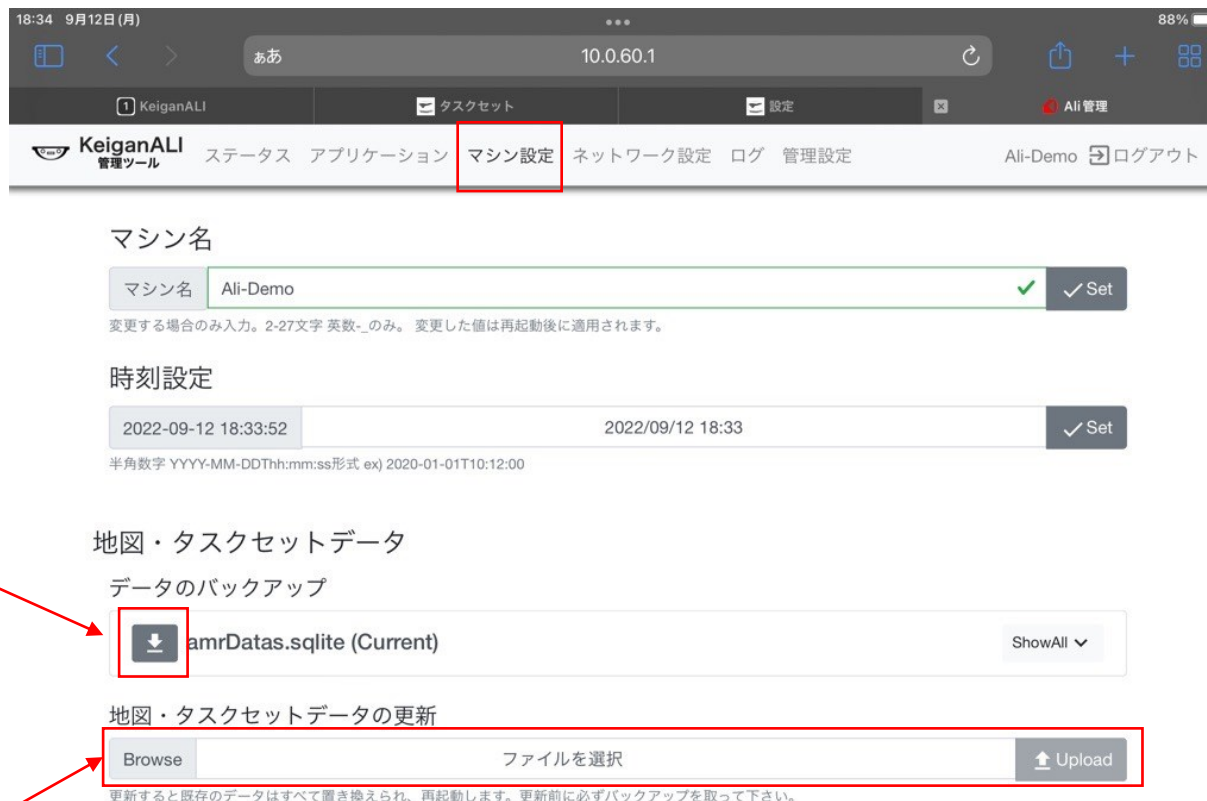 18:34 9月12日(月)
88%
ぁあ
10.0.60.1
1 KeiganALI
タスクセット
設定
Ali 管理
KeiganALI
管理ツール
ステータス アプリケーション マシン設定 ネットワーク設定 ログ 管理設定
Ali-Demo ログアウト
マシン名
マシン名 Ali-Demo Set
変更する場合のみ入力。2-27文字 英数-_のみ。 変更した値は再起動後に適用されます。
時刻設定
2022-09-12 18:33:52 2022/09/12 18:33 Set
半角数字 YYYY-MM-DDThh:mm:ss形式 ex) 2020-01-01T10:12:00
地図・タスクセットデータ
データのバックアップ
amrDatas.sqlite (Current) ShowAll
地図・タスクセットデータの更新
Browse ファイルを選択 Upload
更新すると既存のデータはすべて置き換えられ、再起動します。更新前に必ずバックアップを取って下さい。